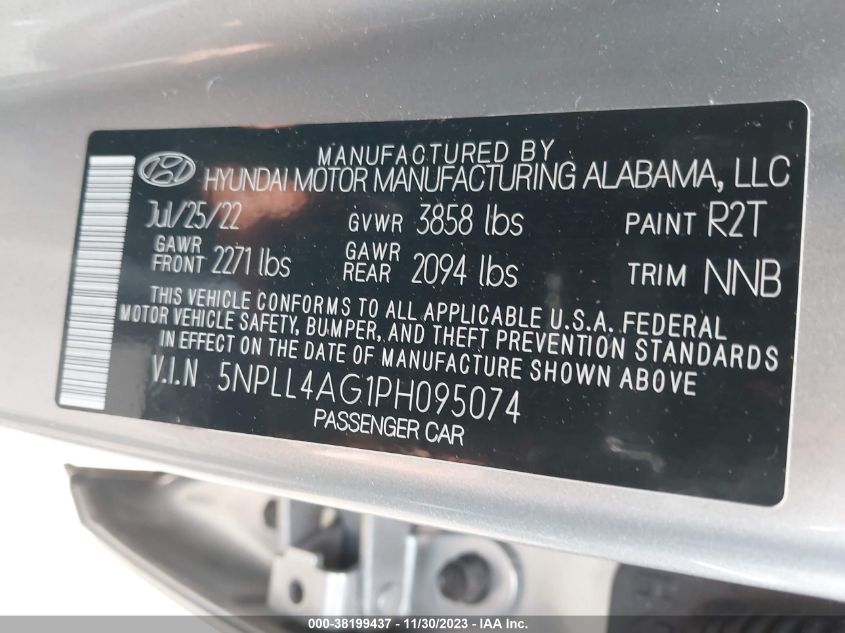 MANUFACTURED BY
HYUNDAI MOTOR MANUFACTURING ALABAMA, LLC
Jul/25/22 GVWR 3858 lbs PAINT R2T
GAWR FRONT 2271 lbs GAWR REAR 2094 lbs TRIM NNB
THIS VEHICLE CONFORMS TO ALL APPLICABLE U.S.A. FEDERAL
MOTOR VEHICLE SAFETY, BUMPER, AND THEFT PREVENTION STANDARDS
IN EFFECT ON THE DATE OF MANUFACTURE SHOWN ABOVE
V.I.N 5NPLL4AG1PH095074
PASSENGER CAR
000-38199437 - 11/30/2023 - IAA Inc.